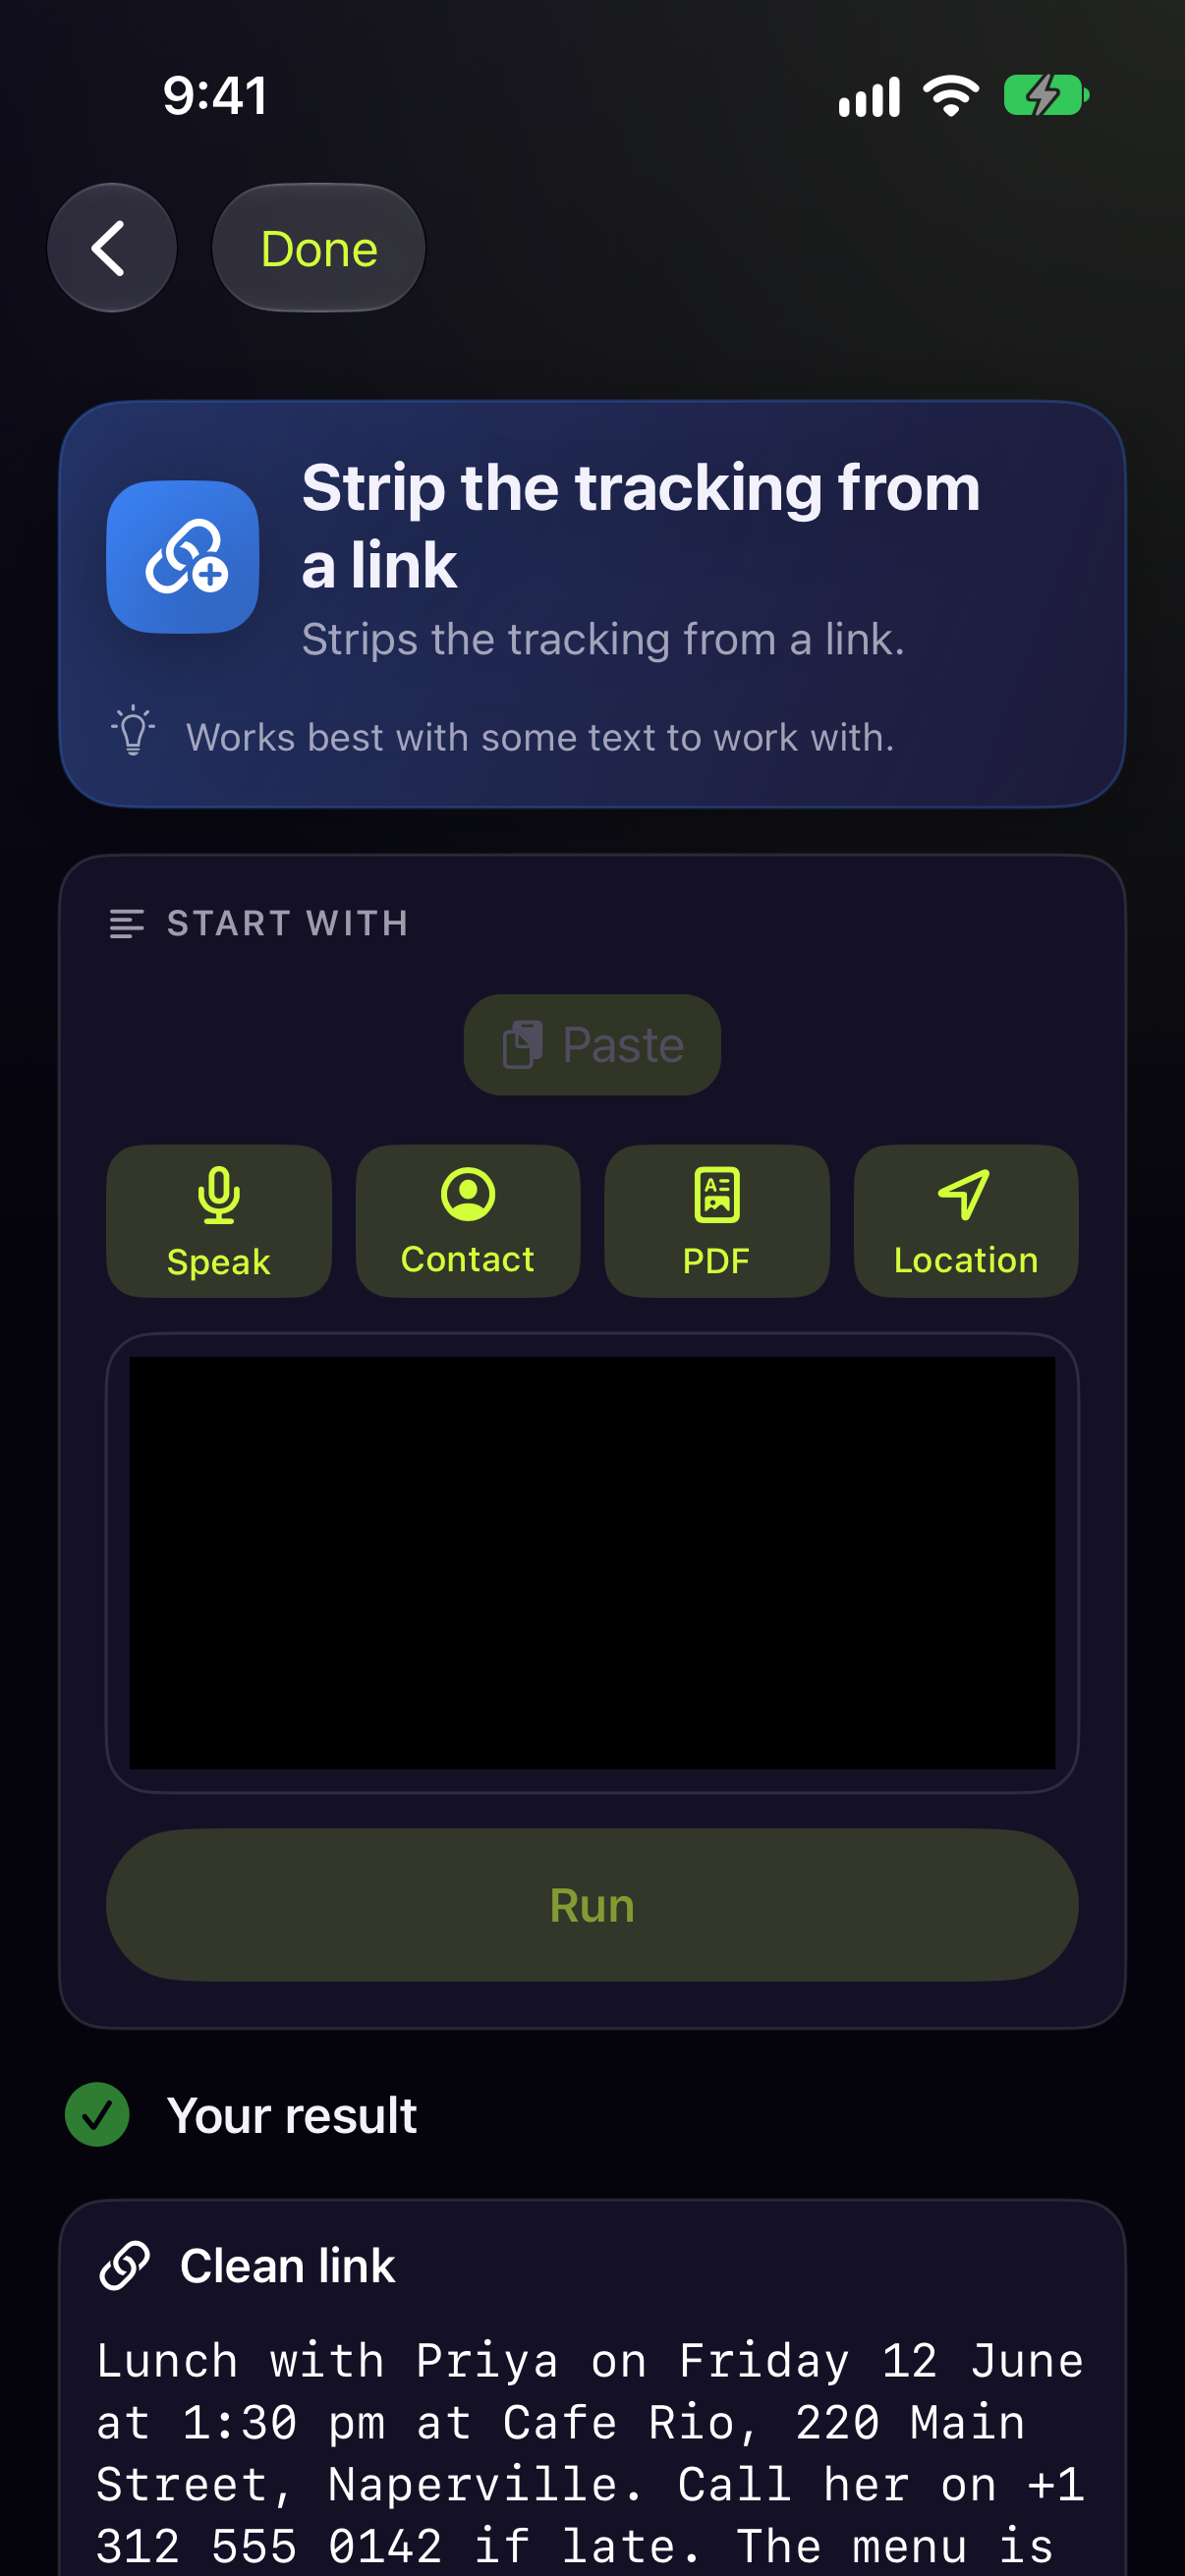 9:41
Done
Strip the tracking from
a link
Strips the tracking from a link.
Works best with some text to work with.
START WITH
Paste
Speak
Contact
PDF
Location
Run
Your result
Clean link
Lunch with Priya on Friday 12 June
at 1:30 pm at Cafe Rio, 220 Main
Street, Naperville. Call her on +1
312 555 0142 if late. The menu is